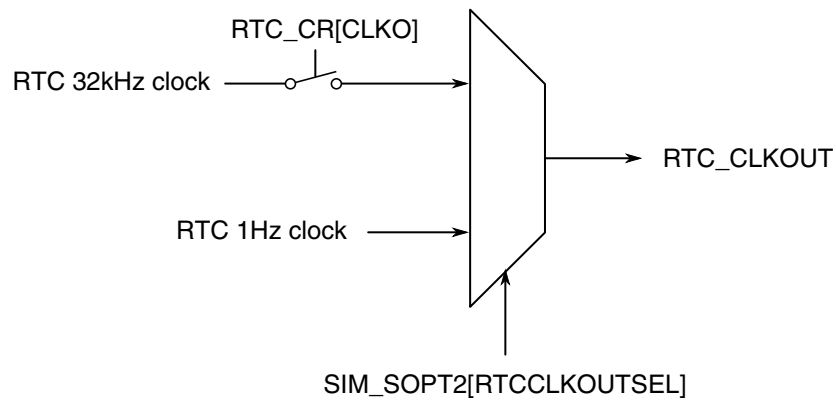 RTC_CR[CLKO]
RTC 32kHz clock
RTC_CLKOUT
RTC 1Hz clock
SIM_SOPT2[RTCCLKOUTSEL]